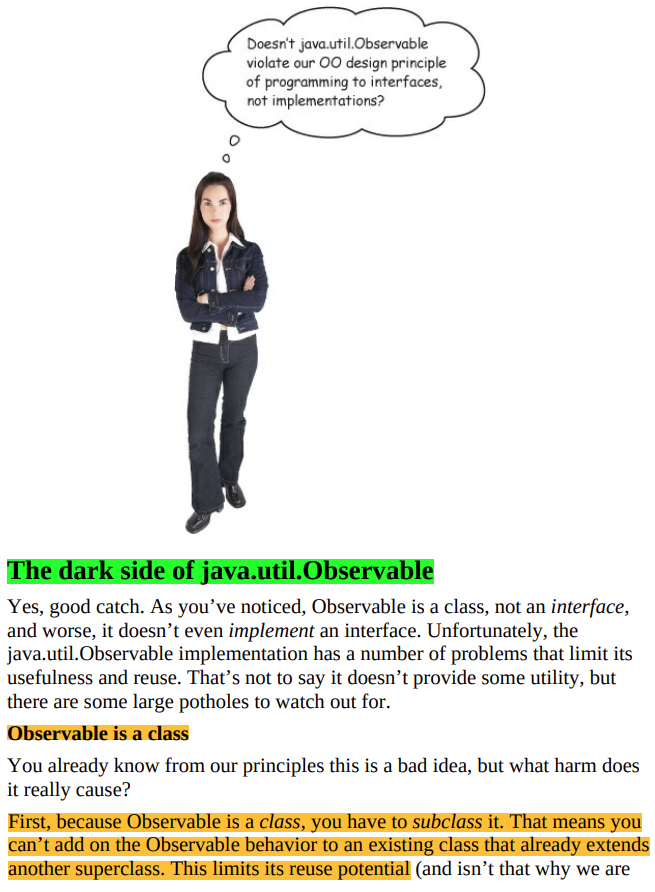 Doesn't java.util.Observable
violate our OO design principle
of programming to interfaces,
not implementations?
The dark side of java.util.Observable
Yes, good catch. As you’ve noticed, Observable is a class, not an interface,
and worse, it doesn’t even implement an interface. Unfortunately, the
java.util.Observable implementation has a number of problems that limit its
usefulness and reuse. That’s not to say it doesn’t provide some utility, but
there are some large potholes to watch out for.
Observable is a class
You already know from our principles this is a bad idea, but what harm does
it really cause?
First, because Observable is a class, you have to subclass it. That means you
can’t add on the Observable behavior to an existing class that already extends
another superclass. This limits its reuse potential (and isn’t that why we are